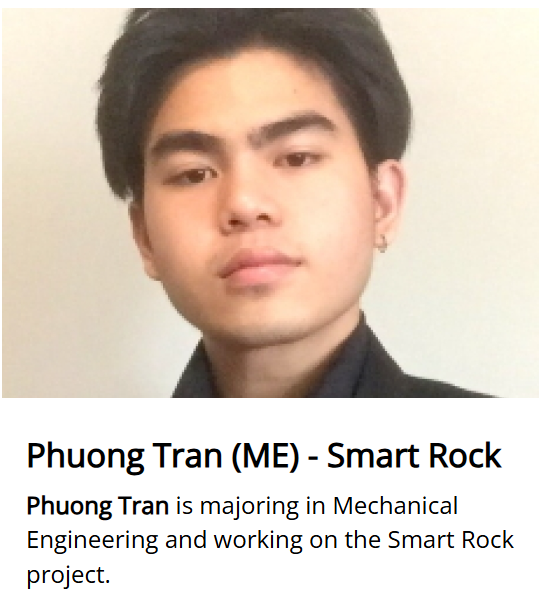 Phuong Tran (ME) - Smart Rock
Phuong Tran is majoring in Mechanical
Engineering and working on the Smart Rock
project.